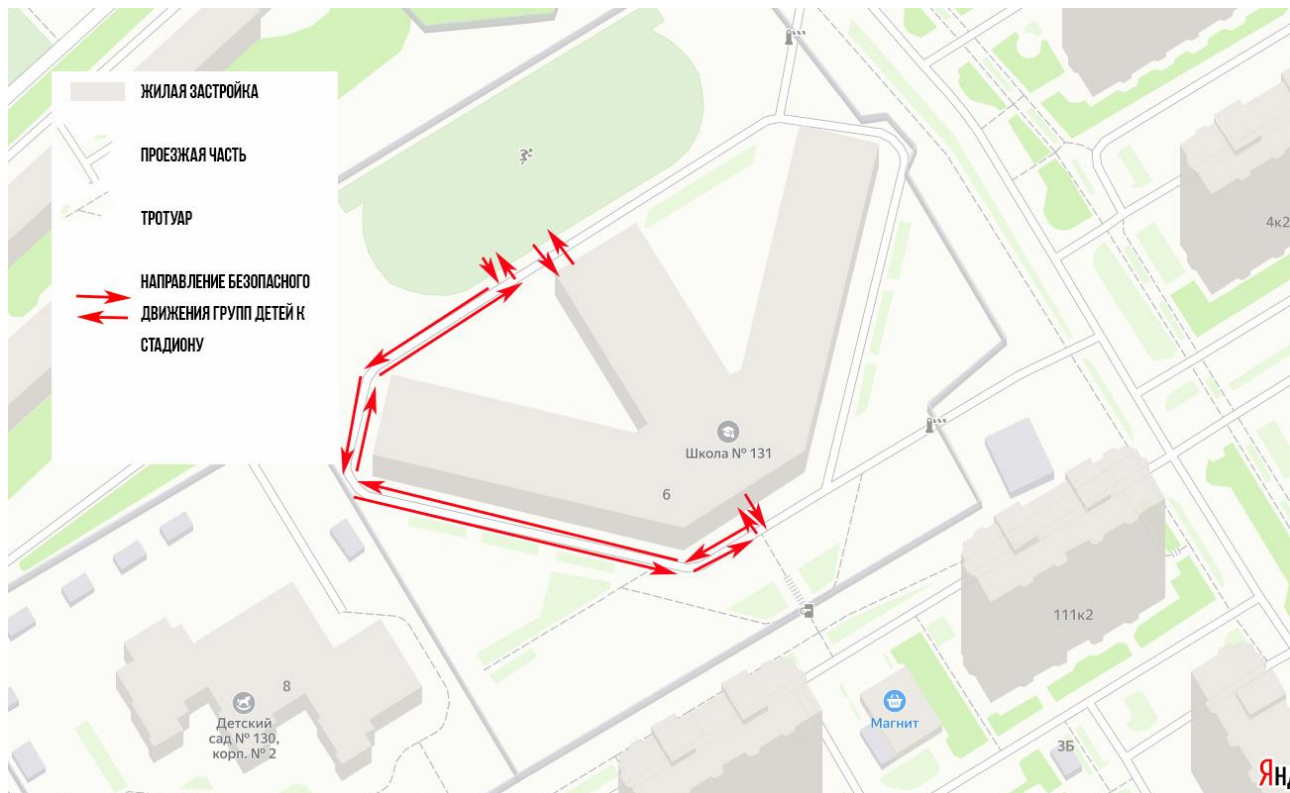 ЖИЛАЯ ЗАСТРОЙКА
ПРОЕЗЖАЯ ЧАСТЬ
ТРОТУАР
НАПРАВЛЕНИЕ БЕЗОПАСНОГО
ДВИЖЕНИЯ ГРУПП ДЕТЕЙ К
СТАДИОНУ
4к2
Школа № 131
6
111к2
8
Детский
сад № 130,
корп. № 2
Магнит
3Б
Янд